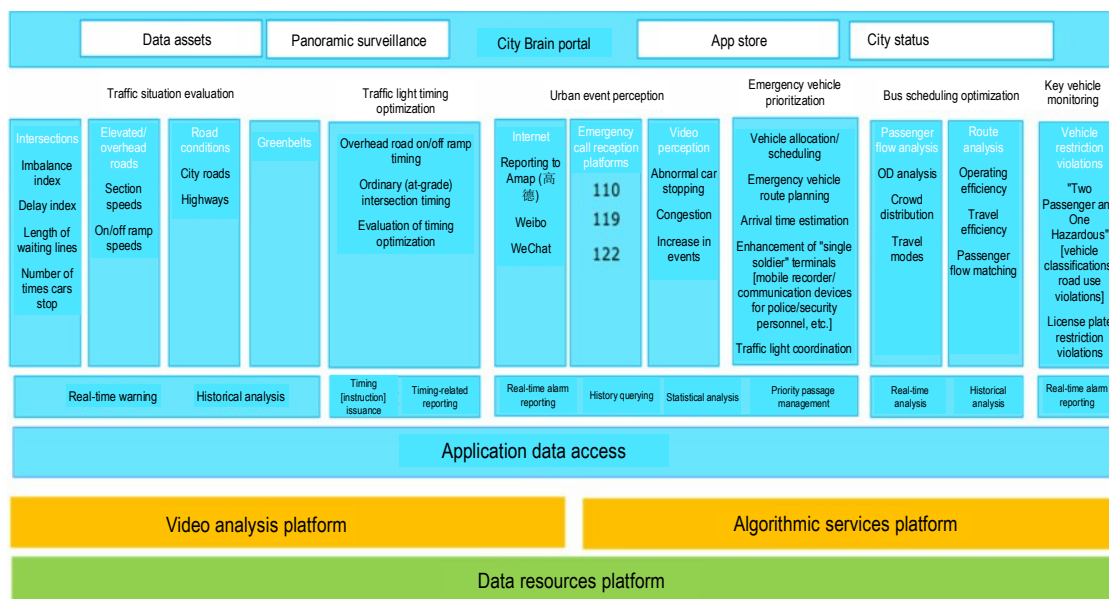 Data assets
Panoramic surveillance
City Brain portal
App store
City status
Traffic situation evaluation
Traffic light timing
optimization
Urban event perception
Emergency vehicle
prioritization
Bus scheduling optimization
Key vehicle
monitoring
Intersections
Imbalance
index
Delay index
Length of
waiting lines
Number of
times cars
stop
Elevated/
overhead
roads
Section
speeds
On/off ramp
speeds
Road
conditions
City roads
Highways
Greenbelts
Overhead road on/off ramp
timing
Ordinary (at-grade)
intersection timing
Evaluation of timing
optimization
Internet
Reporting to
Amap (高
德)
Weibo
WeChat
Emergency
call reception
platforms
110
119
122
Video
perception
Abnormal car
stopping
Congestion
Increase in
events
Vehicle allocation/
scheduling
Emergency vehicle
route planning
Arrival time estimation
Enhancement of "single
soldier" terminals
[mobile recorder/
communication devices
for police/security
personnel, etc.]
Traffic light coordination
Passenger
flow analysis
OD analysis
Crowd
distribution
Travel
modes
Route
analysis
Operating
efficiency
Travel
efficiency
Passenger
flow matching
Vehicle
restriction
violations
"Two
Passenger an
One
Hazardous"
[vehicle
classifications
road use
violations]
License plate
restriction
violations
Real-time warning
Historical analysis
Timing
[instruction]
issuance
Timing-related
reporting
Real-time alarm
reporting
History querying
Statistical analysis
Priority passage
management
Real-time
analysis
Historical
analysis
Real-time alarm
reporting
Application data access
Video analysis platform
Algorithmic services platform
Data resources platform